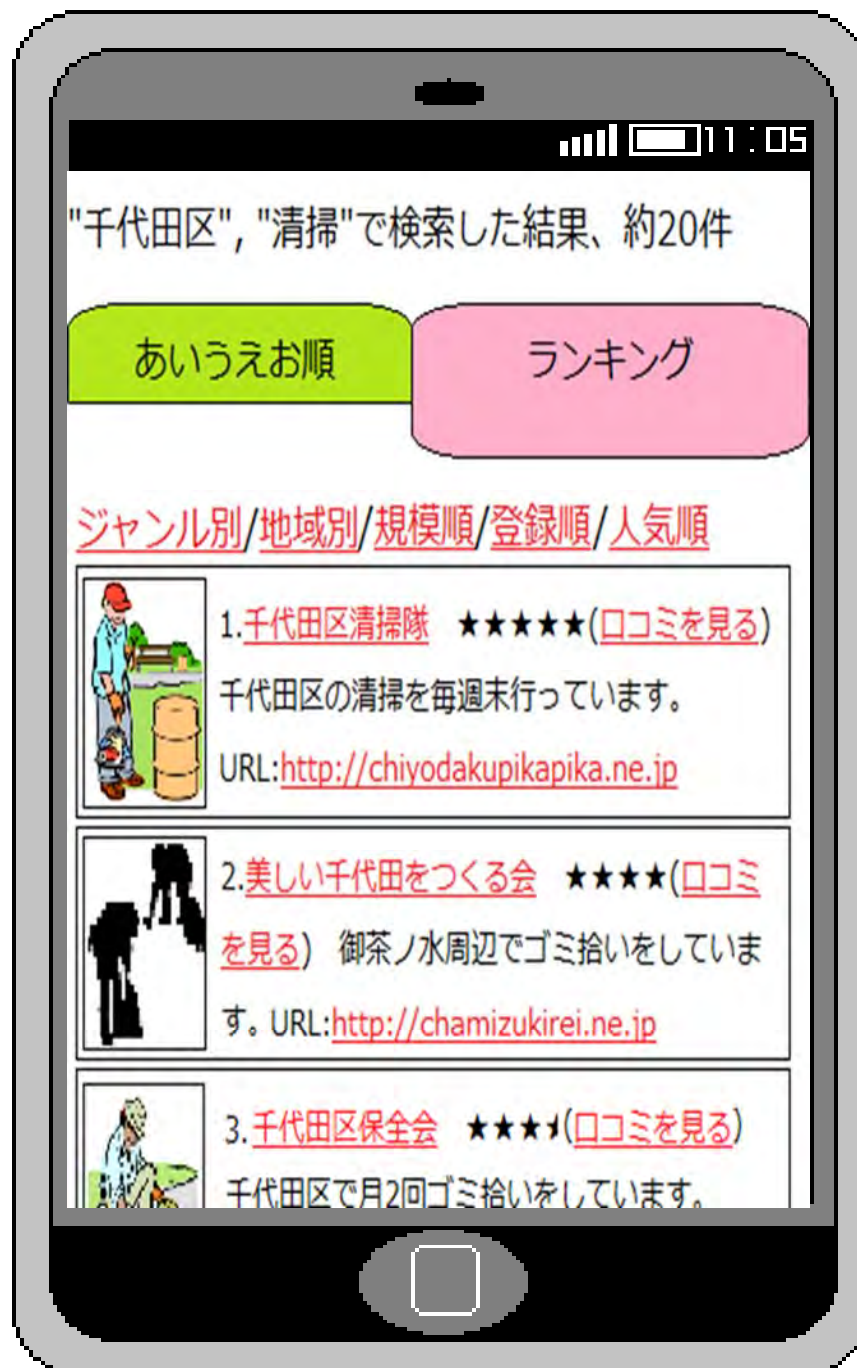 11:05
"千代田区", "清掃"で検索した結果、約20件
あいうえお順
ランキング
ジャンル別/地域別/規模順/登録順/人気順
1.千代田区清掃隊　★★★★★(口コミを見る)
千代田区の清掃を毎週末行っています。
URL:http://chiyodakupikapika.ne.jp
2.美しい千代田をつくる会　★★★★(口コミ
を見る)　御茶ノ水周辺でゴミ拾いをしていま
す。URL:http://chamizukirei.ne.jp
3.千代田区保全会　★★★⯨(口コミを見る)
千代田区で月2回ゴミ拾いをしています。